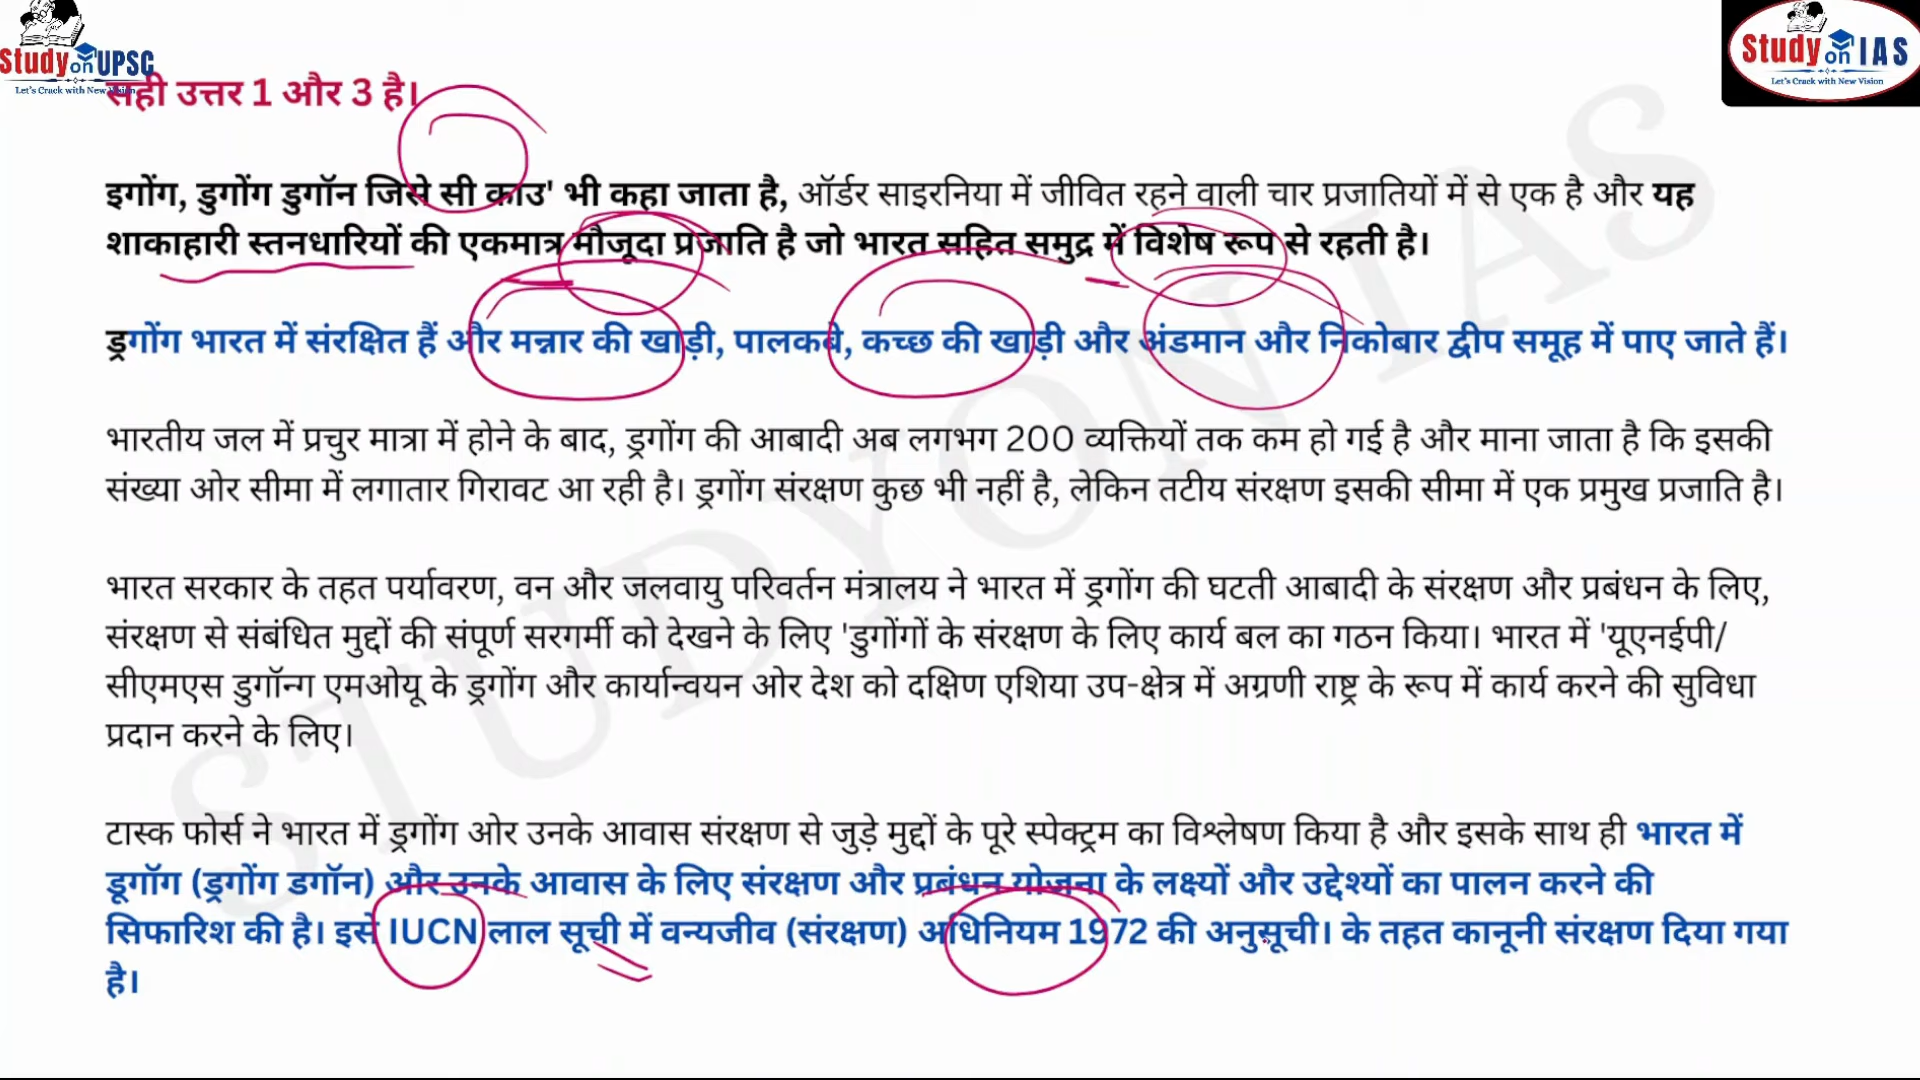 Study on UPSC
Let's Crack with New Vision
Study on IAS
Let's Crack with New Vision
सही उत्तर 1 और 3 है।
इगोंग, डुगोंग डुगॉन जिसे सी काउ' भी कहा जाता है, ऑर्डर साइरनिया में जीवित रहने वाली चार प्रजातियों में से एक है और यह
शाकाहारी स्तनधारियों की एकमात्र मौजूदा प्रजाति है जो भारत सहित समुद्र में विशेष रूप से रहती है।
ड्रगोंग भारत में संरक्षित हैं और मन्नार की खाड़ी, पालकबे, कच्छ की खाड़ी और अंडमान और निकोबार द्वीप समूह में पाए जाते हैं।
भारतीय जल में प्रचुर मात्रा में होने के बाद, ड्रगोंग की आबादी अब लगभग 200 व्यक्तियों तक कम हो गई है और माना जाता है कि इसकी
संख्या ओर सीमा में लगातार गिरावट आ रही है। ड्रगोंग संरक्षण कुछ भी नहीं है, लेकिन तटीय संरक्षण इसकी सीमा में एक प्रमुख प्रजाति है।
भारत सरकार के तहत पर्यावरण, वन और जलवायु परिवर्तन मंत्रालय ने भारत में ड्रगोंग की घटती आबादी के संरक्षण और प्रबंधन के लिए,
संरक्षण से संबंधित मुद्दों की संपूर्ण सरगर्मी को देखने के लिए 'डुगोंगों के संरक्षण के लिए कार्य बल का गठन किया। भारत में 'यूएनईपी/
सीएमएस डुगॉन्ग एमओयू के ड्रगोंग और कार्यान्वयन ओर देश को दक्षिण एशिया उप-क्षेत्र में अग्रणी राष्ट्र के रूप में कार्य करने की सुविधा
प्रदान करने के लिए।
टास्क फोर्स ने भारत में ड्रगोंग ओर उनके आवास संरक्षण से जुड़े मुद्दों के पूरे स्पेक्ट्रम का विश्लेषण किया है और इसके साथ ही भारत में
डूगॉग (ड्रगोंग डगॉन) और उनके आवास के लिए संरक्षण और प्रबंधन योजना के लक्ष्यों और उद्देश्यों का पालन करने की
सिफारिश की है। इसे IUCN लाल सूची में वन्यजीव (संरक्षण) अधिनियम 1972 की अनुसूची। के तहत कानूनी संरक्षण दिया गया
है।
STUDYON IAS